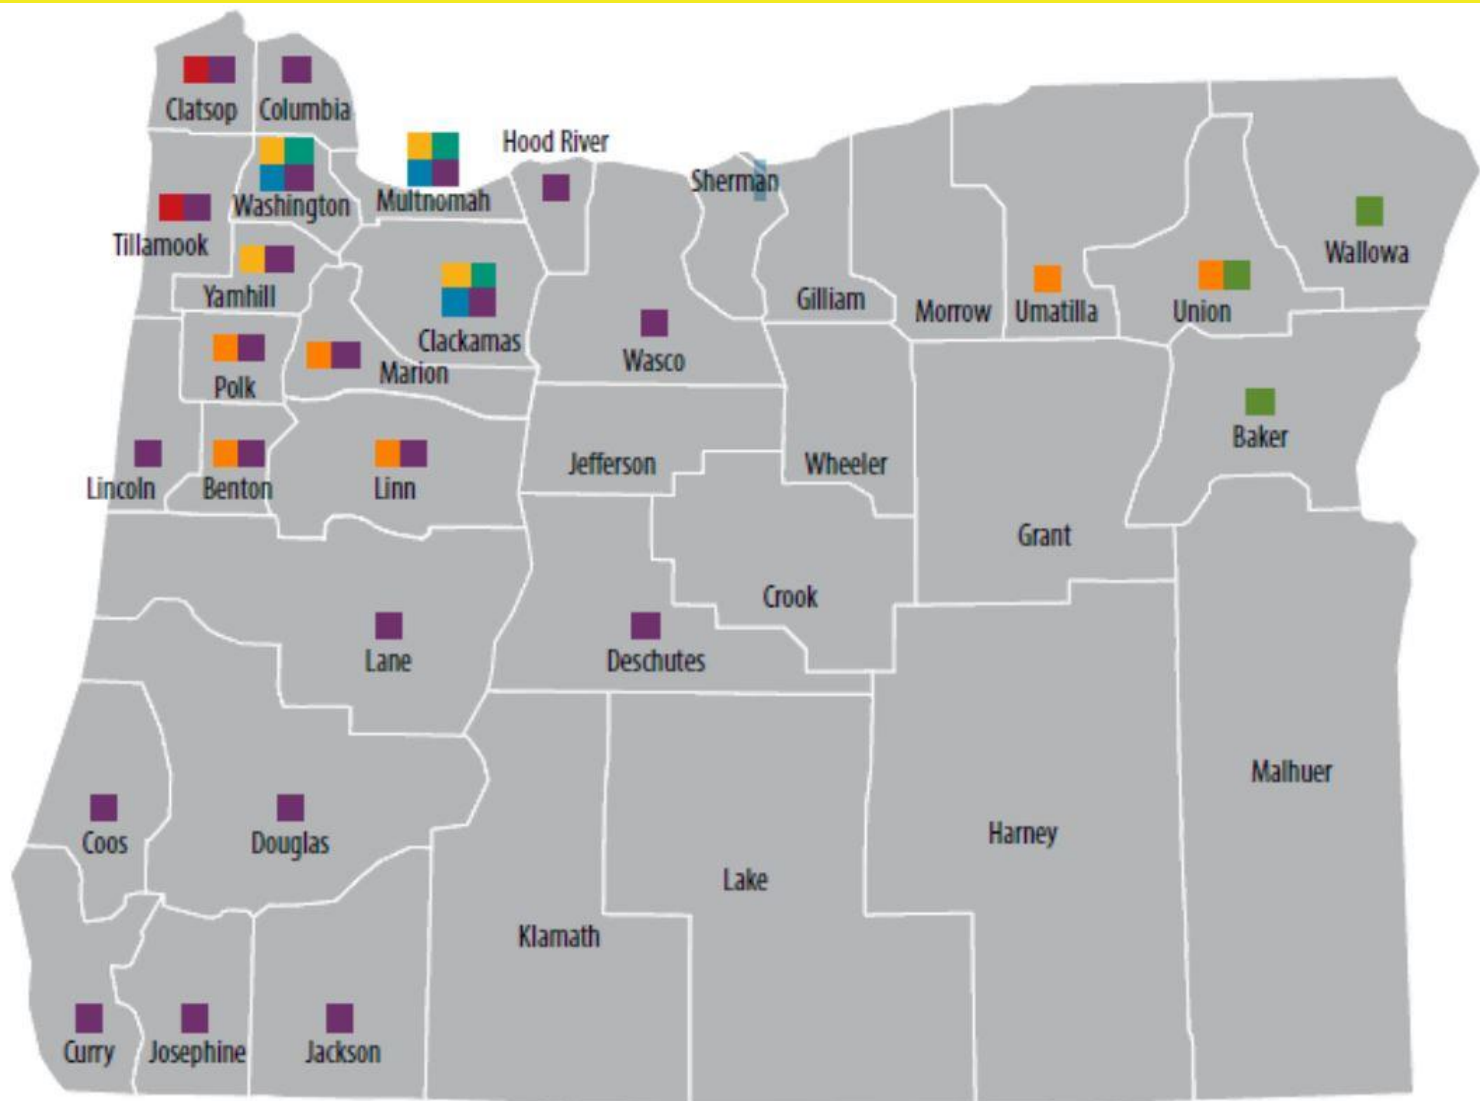 Clatsop
Columbia
Hood River
Sherman
Washington
Multnomah
Tillamook
Wallowa
Yamhill
Gilliam
Morrow
Umatilla
Union
Clackamas
Wasco
Marion
Polk
Baker
Jefferson
Wheeler
Lincoln
Benton
Linn
Grant
Crook
Lane
Deschutes
Malhuer
Coos
Douglas
Harney
Lake
Klamath
Curry
Josephine
Jackson